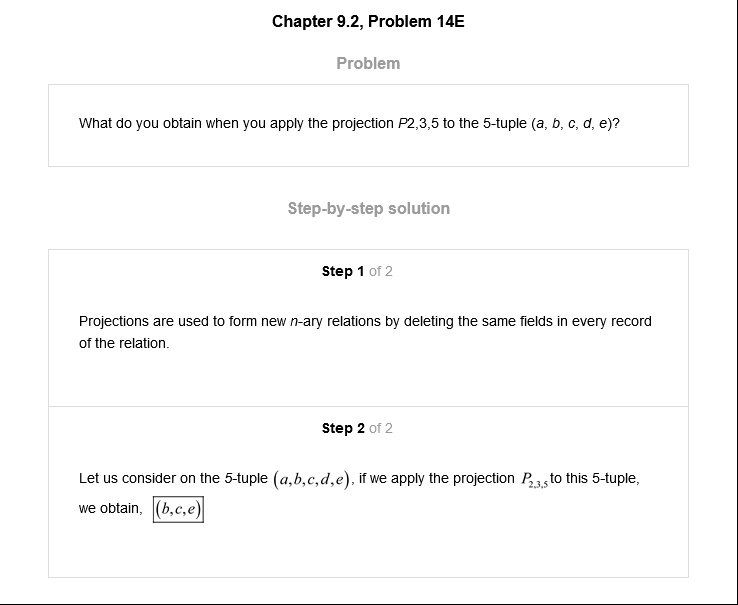 Chapter 9.2, Problem 14E
Problem
What do you obtain when you apply the projection P2,3,5 to the 5-tuple (a, b, c, d, e)?
Step-by-step solution
Step 1 of 2
Projections are used to form new n-ary relations by deleting the same fields in every record
of the relation.
Step 2 of 2
Let us consider on the 5-tuple (a,b,c,d,e), if we apply the projection P2,3,5 to this 5-tuple,
we obtain, (b,c,e)